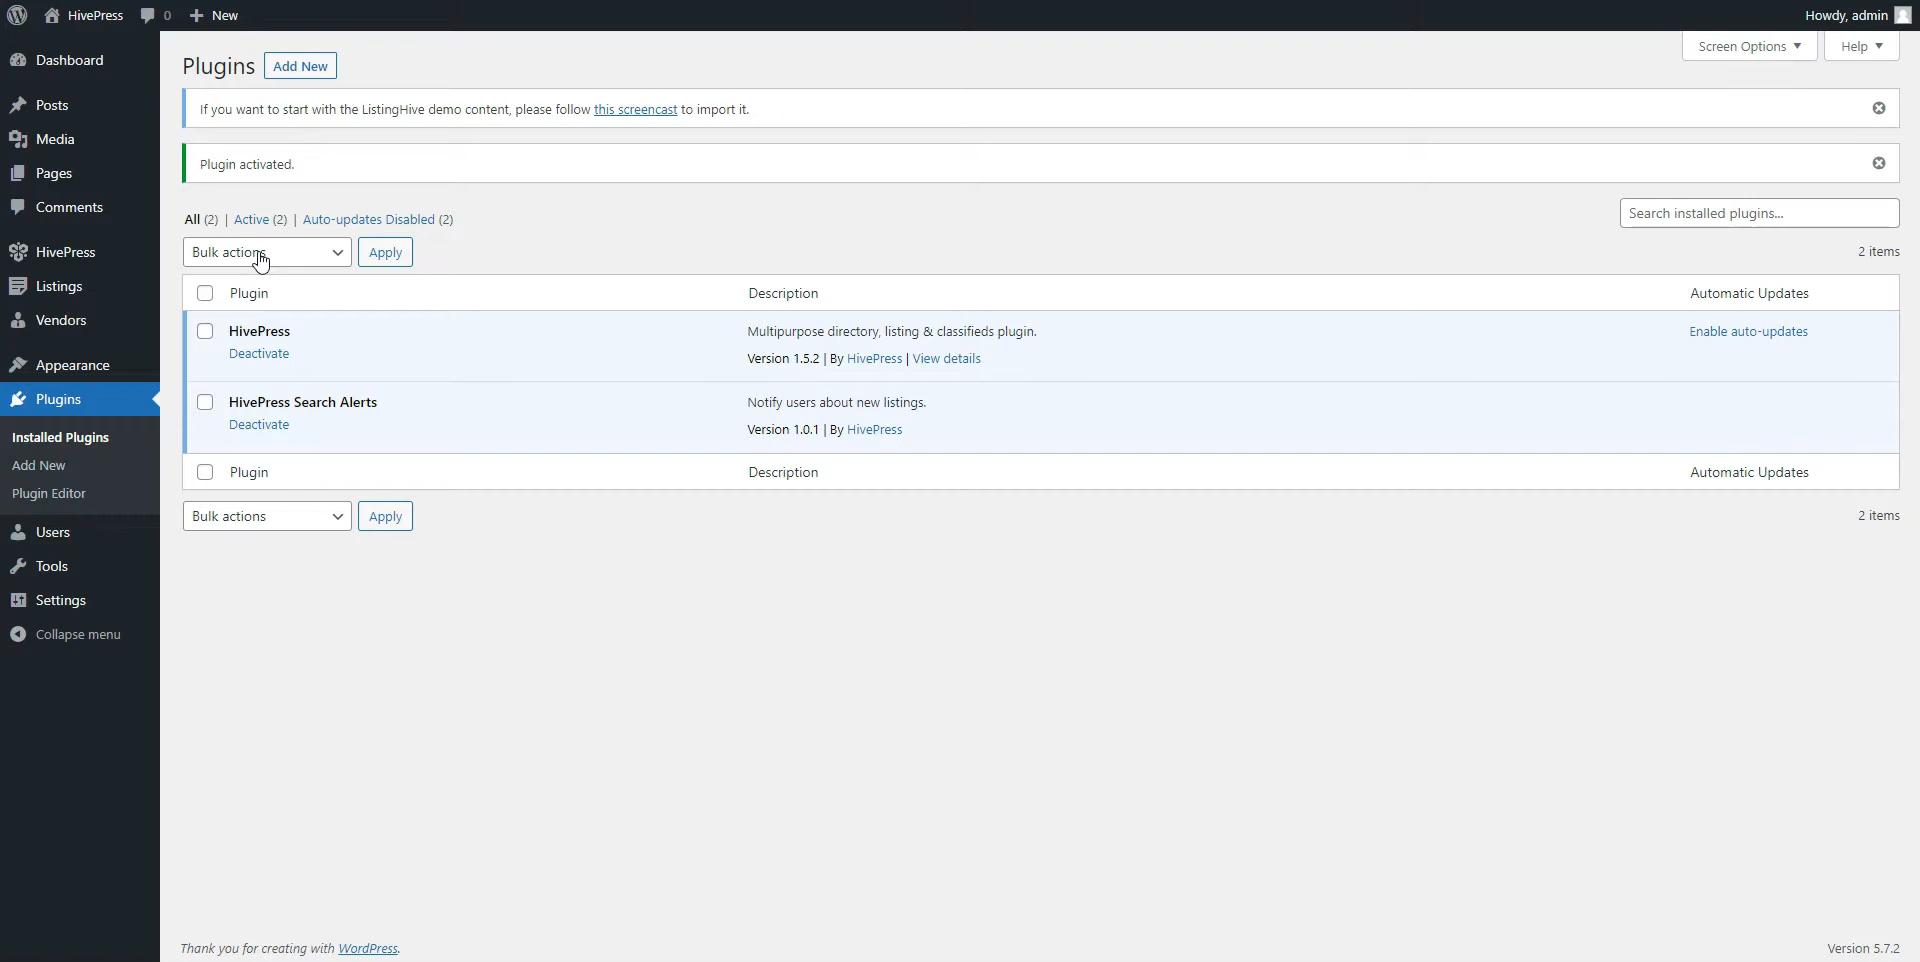 HivePress 0 New Howdy, admin
Dashboard
Posts
Media
Pages
Comments
HivePress
Listings
Vendors
Appearance
Plugins
Installed Plugins
Add New
Plugin Editor
Users
Tools
Settings
Collapse menu
Screen Options Help
Plugins Add New
If you want to start with the ListingHive demo content, please follow this screencast to import it.
Plugin activated.
All (2) | Active (2) | Auto-updates Disabled (2)
Search installed plugins...
Bulk actions Apply 2 items
Plugin Description Automatic Updates
HivePress Multipurpose directory, listing & classifieds plugin. Enable auto-updates
Deactivate Version 1.5.2 | By HivePress | View details
HivePress Search Alerts Notify users about new listings.
Deactivate Version 1.0.1 | By HivePress
Plugin Description Automatic Updates
Bulk actions Apply 2 items
Thank you for creating with WordPress. Version 5.7.2